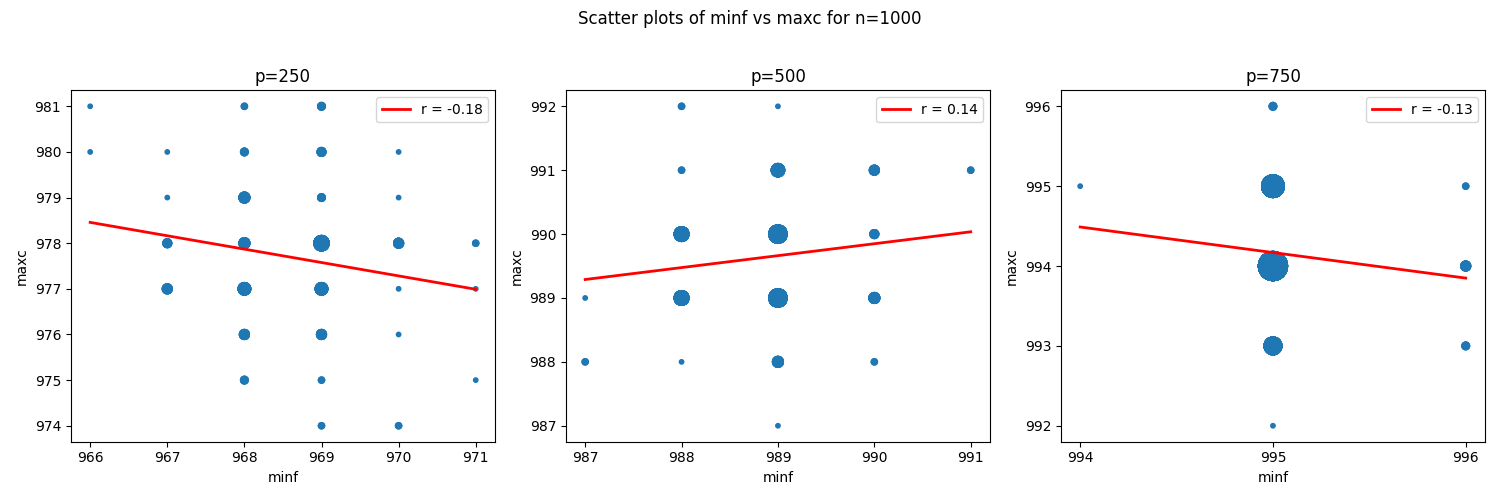 Scatter plots of minf vs maxc for n=1000
p=250
981
980
979
978
977
976
975
974
maxc
966 967 968 969 970 971
minf
r = -0.18
p=500
992
991
990
989
988
987
maxc
987 988 989 990 991
minf
r = 0.14
p=750
996
995
994
993
992
maxc
994 995 996
minf
r = -0.13